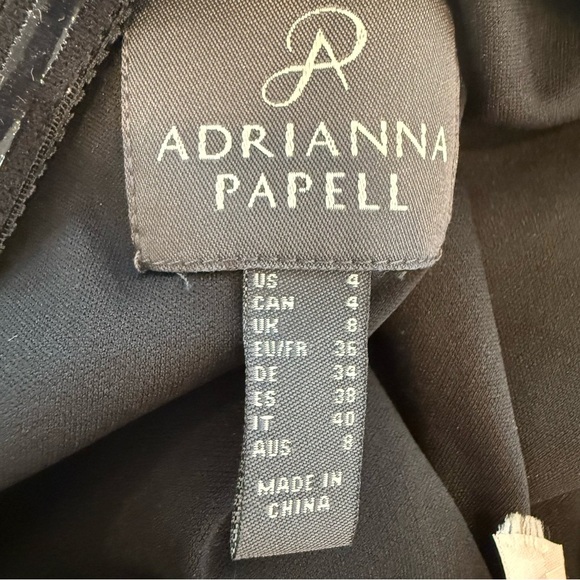 ADRIANNA
PAPELL
US 4
CAN 4
UK 8
EU/FR 36
DE 34
ES 38
IT 40
AUS 8
MADE IN
CHINA